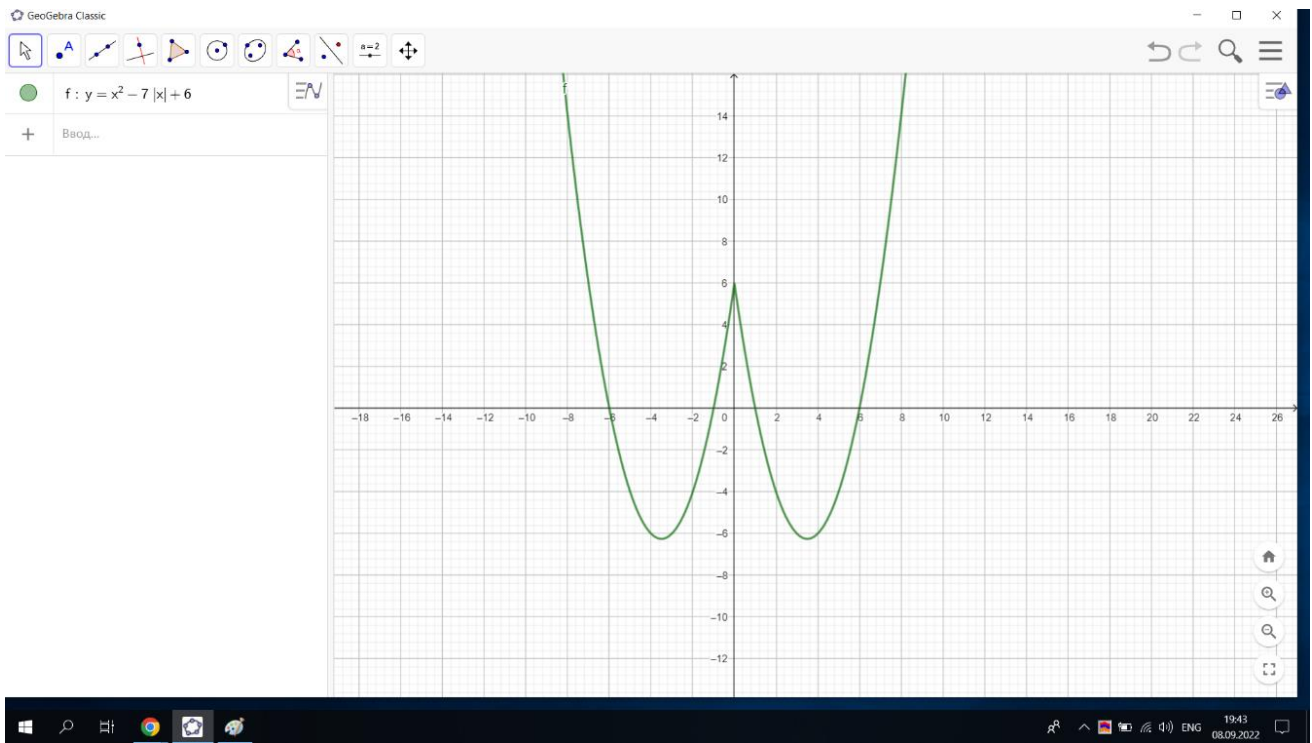 GeoGebra Classic
A
a=2
f : y = x² − 7 |x| + 6
+ Ввод...
f
14
12
10
8
6
4
2
−18 −16 −14 −12 −10 −8 −6 −4 −2 0 2 4 6 8 10 12 14 16 18 20 22 24 26
−2
−4
−6
−8
−10
−12
ENG 19:43
08.09.2022